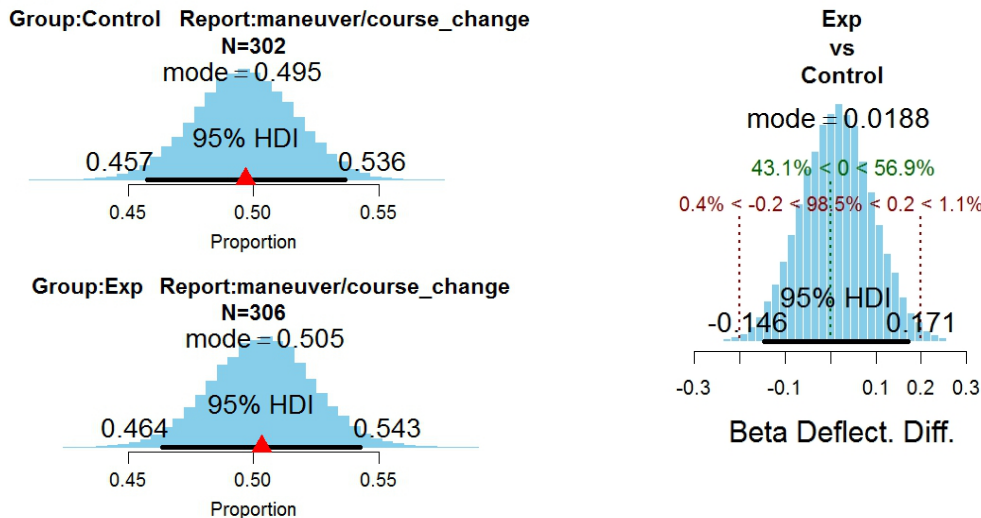 Group:Control Report:maneuver/course_change
N=302
mode = 0.495
95% HDI
0.457 0.536
0.45 0.50 0.55
Proportion
Group:Exp Report:maneuver/course_change
N=306
mode = 0.505
95% HDI
0.464 0.543
0.45 0.50 0.55
Proportion
Exp
vs
Control
mode = 0.0188
43.1% < 0 < 56.9%
0.4% < -0.2 < 98.5% < 0.2 < 1.1%
95% HDI
-0.146 0.171
-0.3 -0.1 0.1 0.2 0.3
Beta Deflect. Diff.